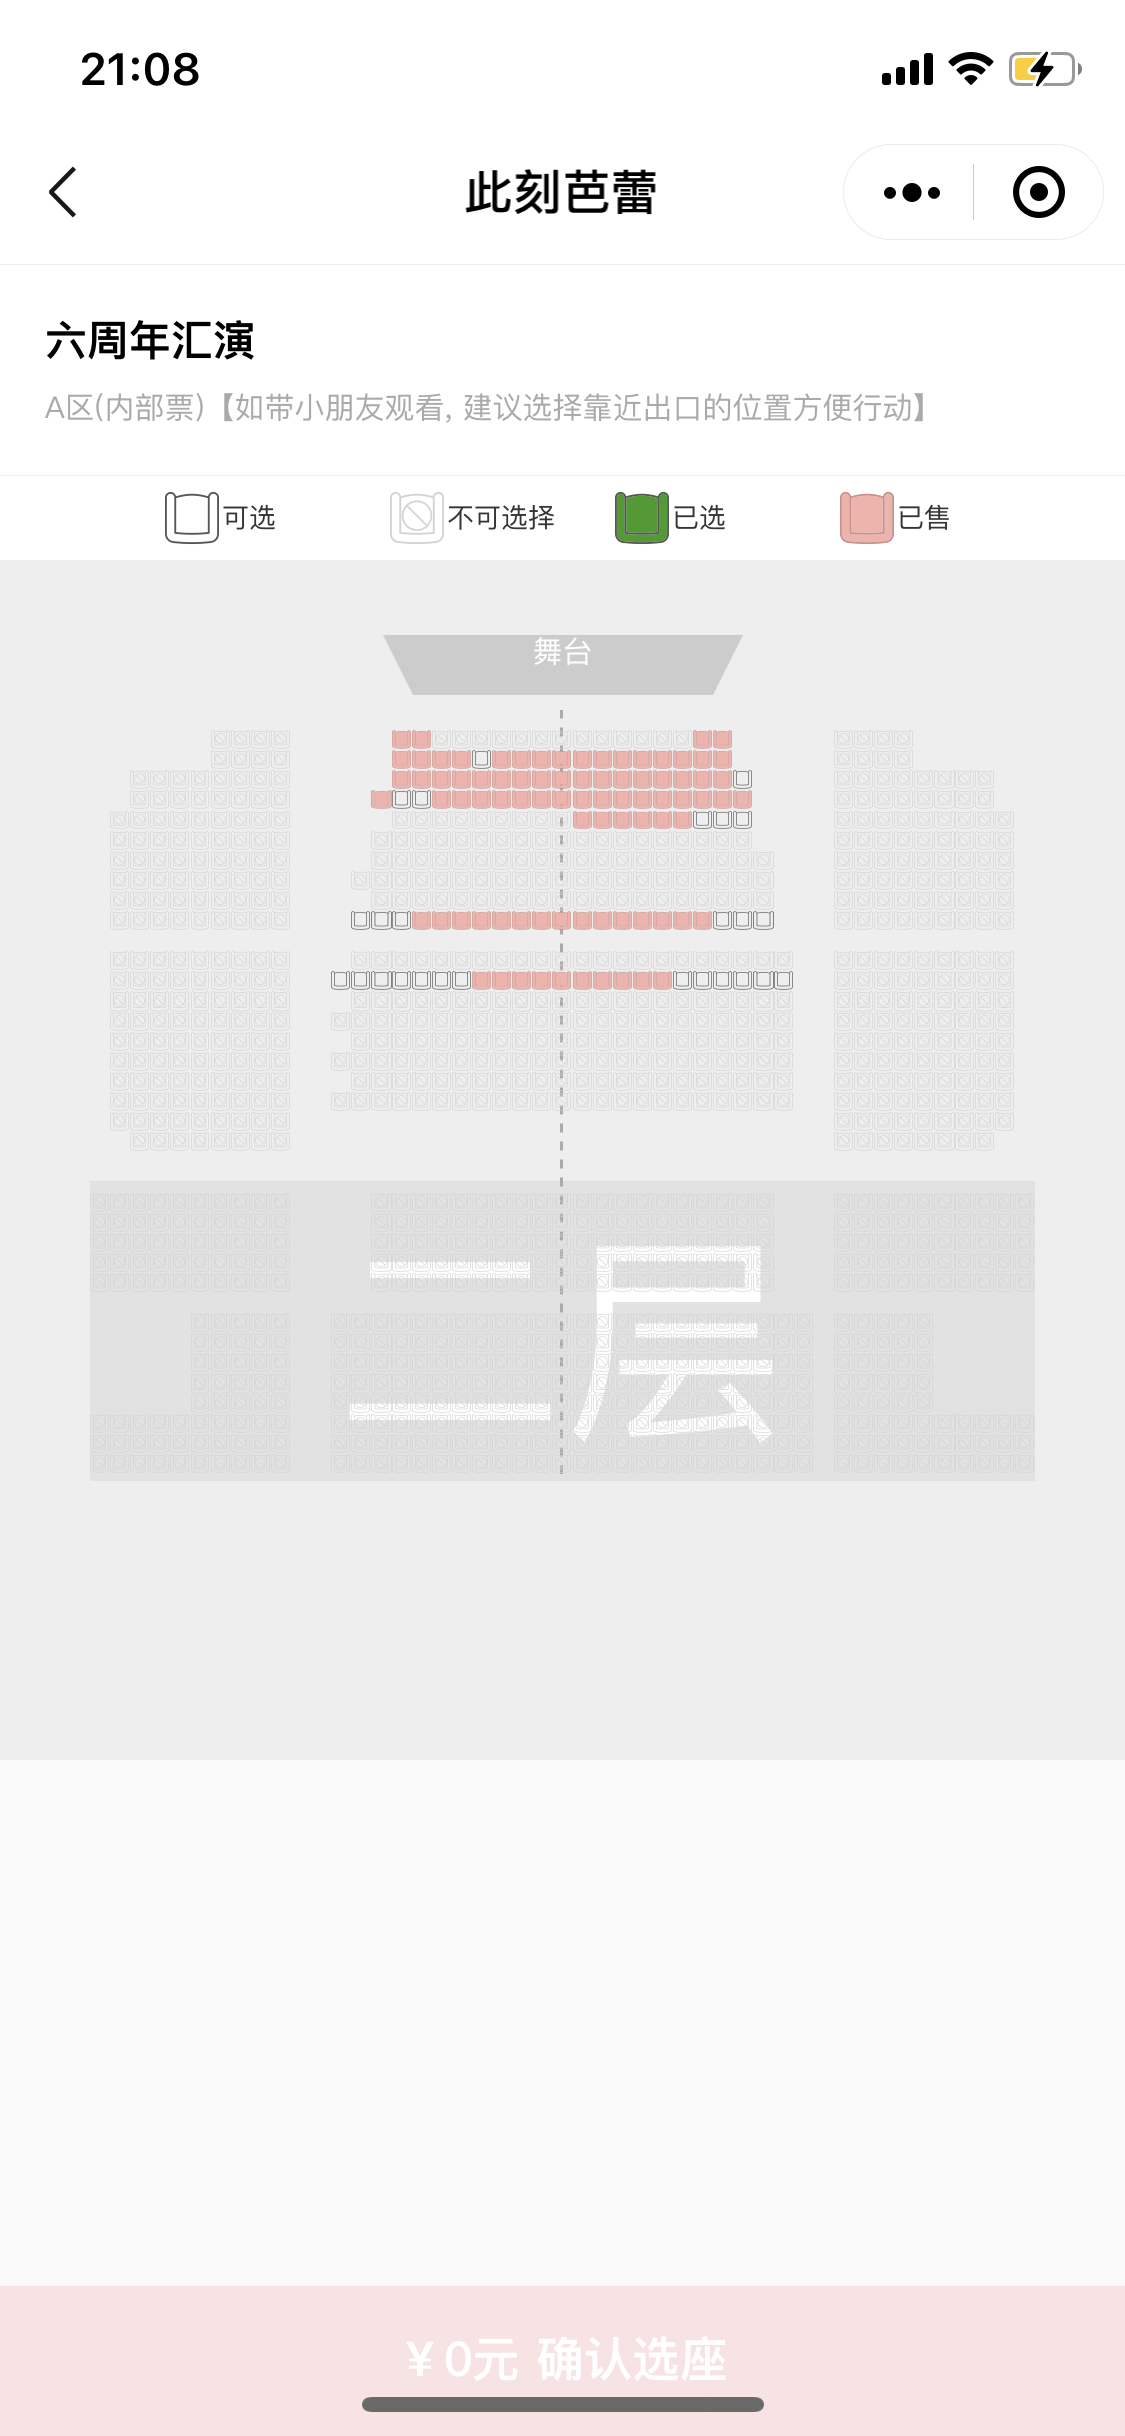 21:08
此刻芭蕾
六周年汇演
A区(内部票)【如带小朋友观看, 建议选择靠近出口的位置方便行动】
可选 不可选择 已选 已售
舞台
二层
¥0元 确认选座